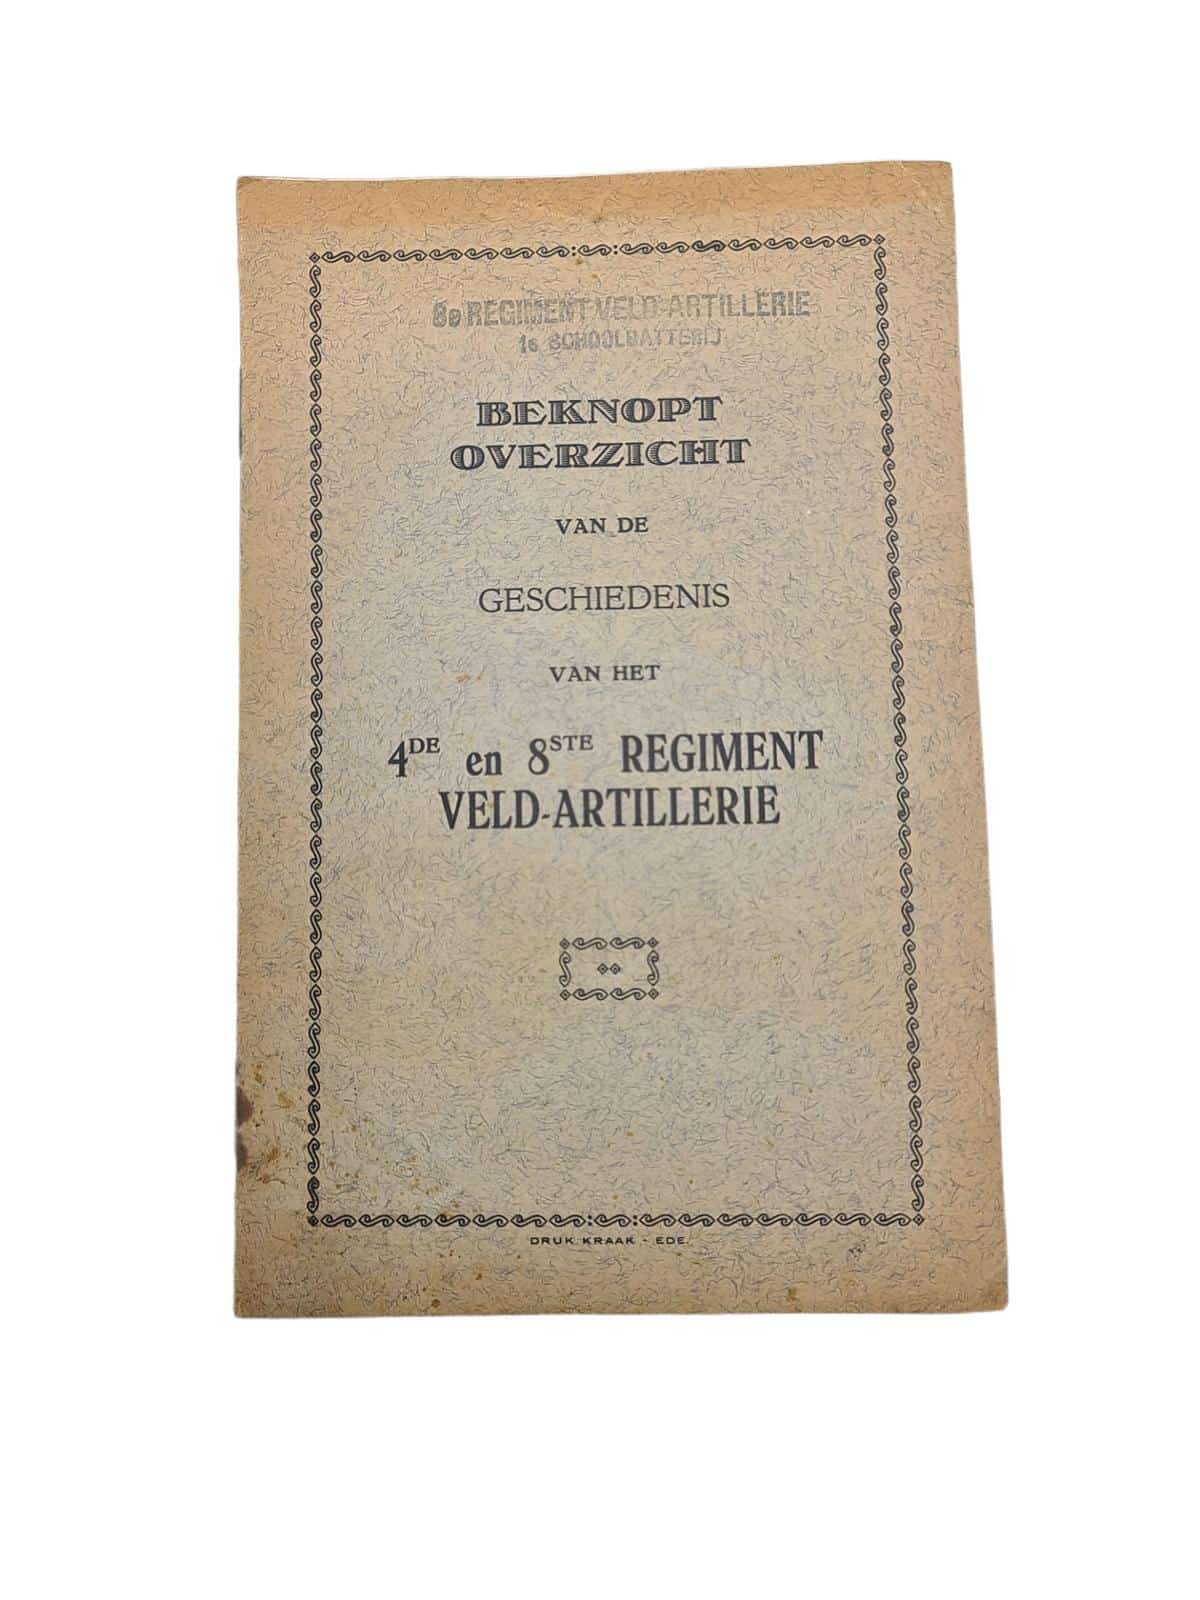 8e REGIMENT VELD-ARTILLERIE
1e SCHOOLBATTERIJ
BEKNOPT
OVERZICHT
VAN DE
GESCHIEDENIS
VAN HET
4DE en 8STE REGIMENT
VELD-ARTILLERIE
DRUK KRAAK - EDE.